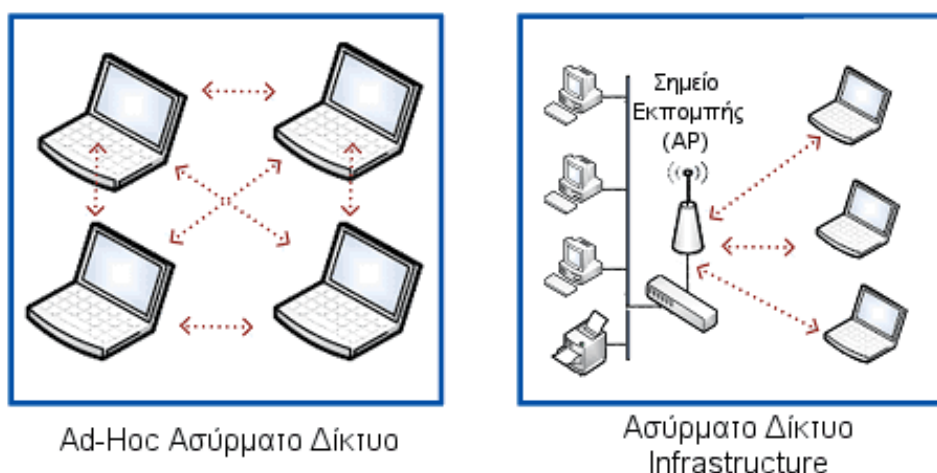 Σημείο
Εκπομπής
(AP)
Ad-Hoc Ασύρματο Δίκτυο
Ασύρματο Δίκτυο
Infrastructure